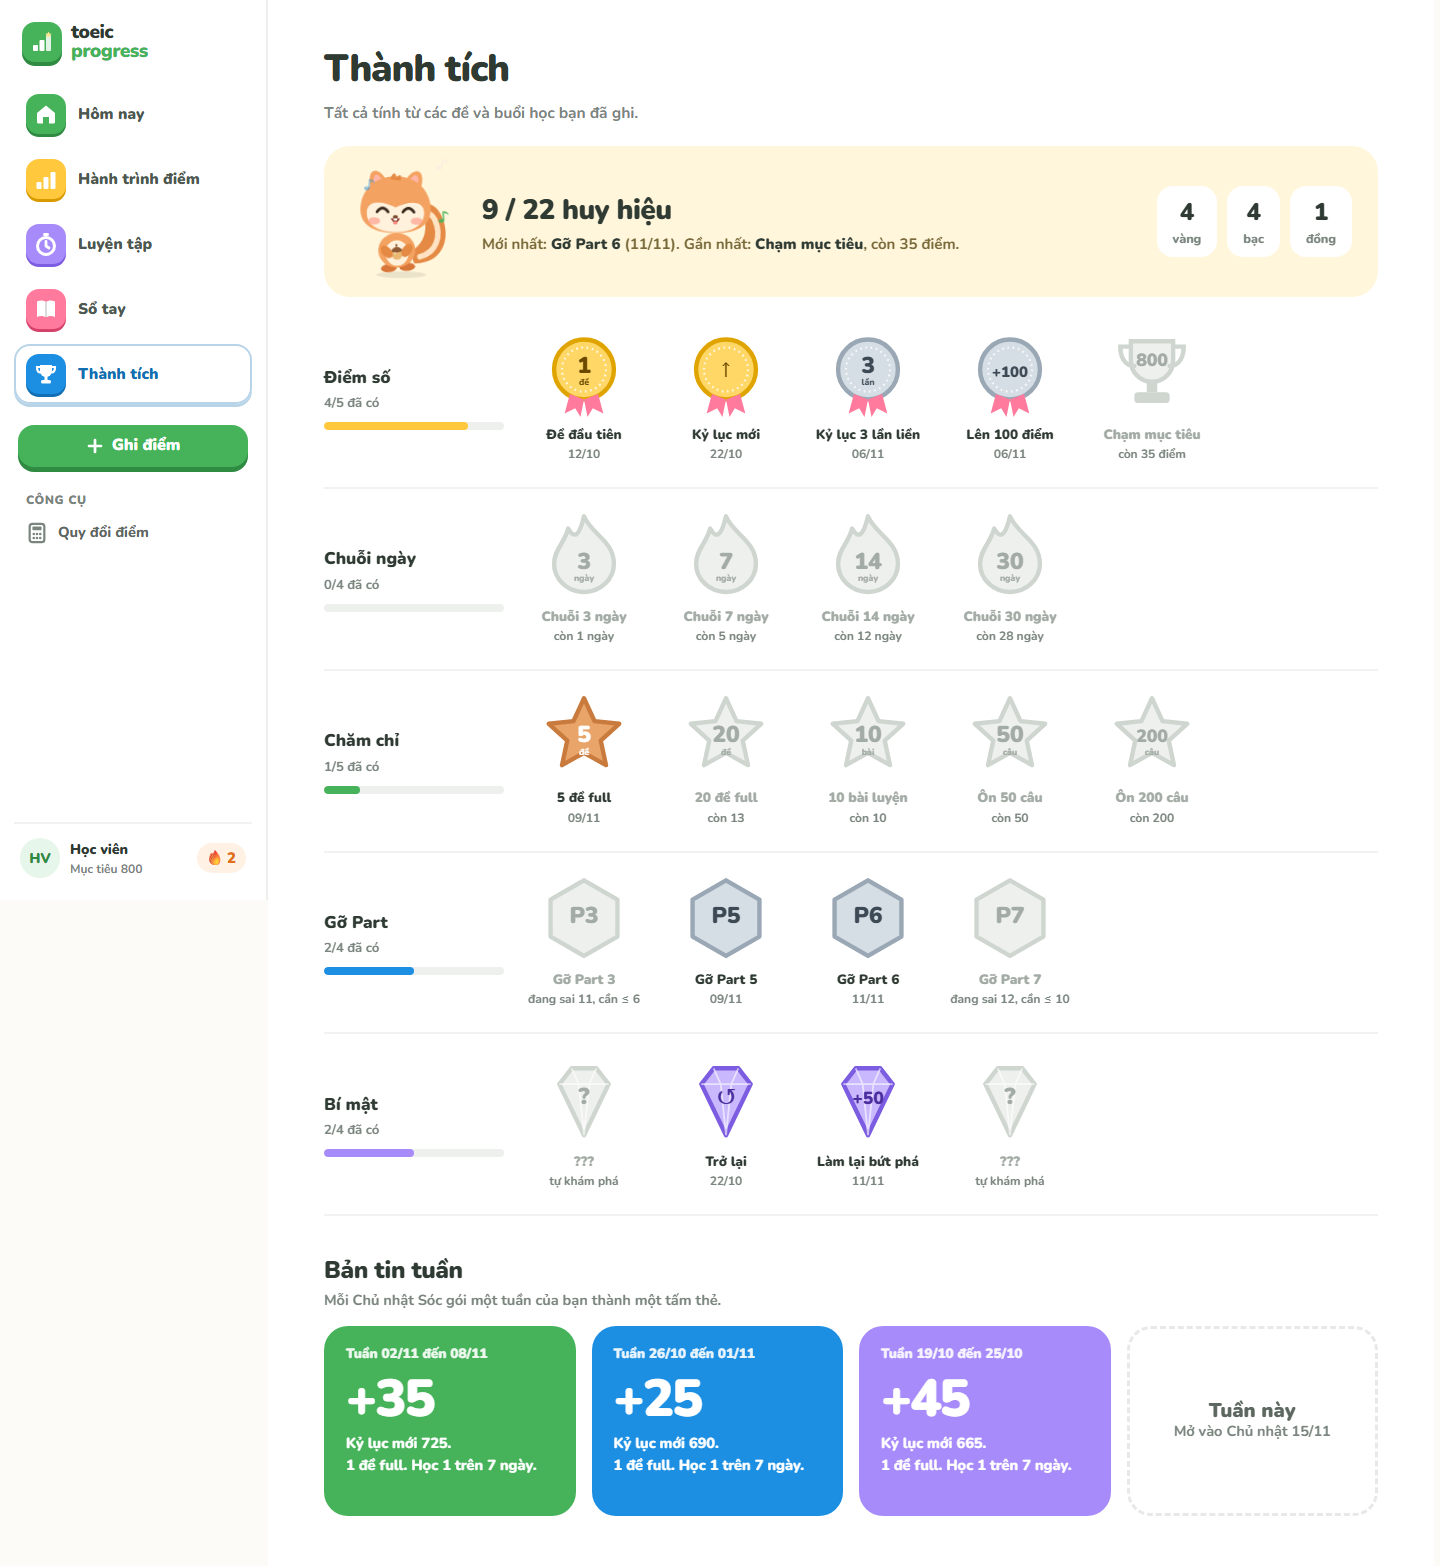 toeic
progress
Hôm nay
Hành trình điểm
Luyện tập
Sổ tay
Thành tích
Ghi điểm
CÔNG CỤ
Quy đổi điểm
HV
Học viên
Mục tiêu 800
2
Thành tích
Tất cả tính từ các đề và buổi học bạn đã ghi.
9 / 22 huy hiệu
Mới nhất: Gỡ Part 6 (11/11). Gần nhất: Chạm mục tiêu, còn 35 điểm.
4 4 1
vàng bạc đồng
Điểm số
4/5 đã có
1 ↑ 3 +100 800
đề lần
Đề đầu tiên Kỷ lục mới Kỷ lục 3 lần liền Lên 100 điểm Chạm mục tiêu
12/10 22/10 06/11 06/11 còn 35 điểm
Chuỗi ngày
0/4 đã có
3 7 14 30
ngày ngày ngày ngày
Chuỗi 3 ngày Chuỗi 7 ngày Chuỗi 14 ngày Chuỗi 30 ngày
còn 1 ngày còn 5 ngày còn 12 ngày còn 28 ngày
Chăm chỉ
1/5 đã có
5 20 10 50 200
đề đề bài câu câu
5 đề full 20 đề full 10 bài luyện Ôn 50 câu Ôn 200 câu
09/11 còn 13 còn 10 còn 50 còn 200
Gỡ Part
2/4 đã có
P3 P5 P6 P7
Gỡ Part 3 Gỡ Part 5 Gỡ Part 6 Gỡ Part 7
đang sai 11, cần ≤ 6 09/11 11/11 đang sai 12, cần ≤ 10
Bí mật
2/4 đã có
? ↺ +50 ?
??? Trở lại Làm lại bứt phá ???
tự khám phá 22/10 11/11 tự khám phá
Bản tin tuần
Mỗi Chủ nhật Sóc gói một tuần của bạn thành một tấm thẻ.
Tuần 02/11 đến 08/11
+35
Kỷ lục mới 725.
1 đề full. Học 1 trên 7 ngày.
Tuần 26/10 đến 01/11
+25
Kỷ lục mới 690.
1 đề full. Học 1 trên 7 ngày.
Tuần 19/10 đến 25/10
+45
Kỷ lục mới 665.
1 đề full. Học 1 trên 7 ngày.
Tuần này
Mở vào Chủ nhật 15/11